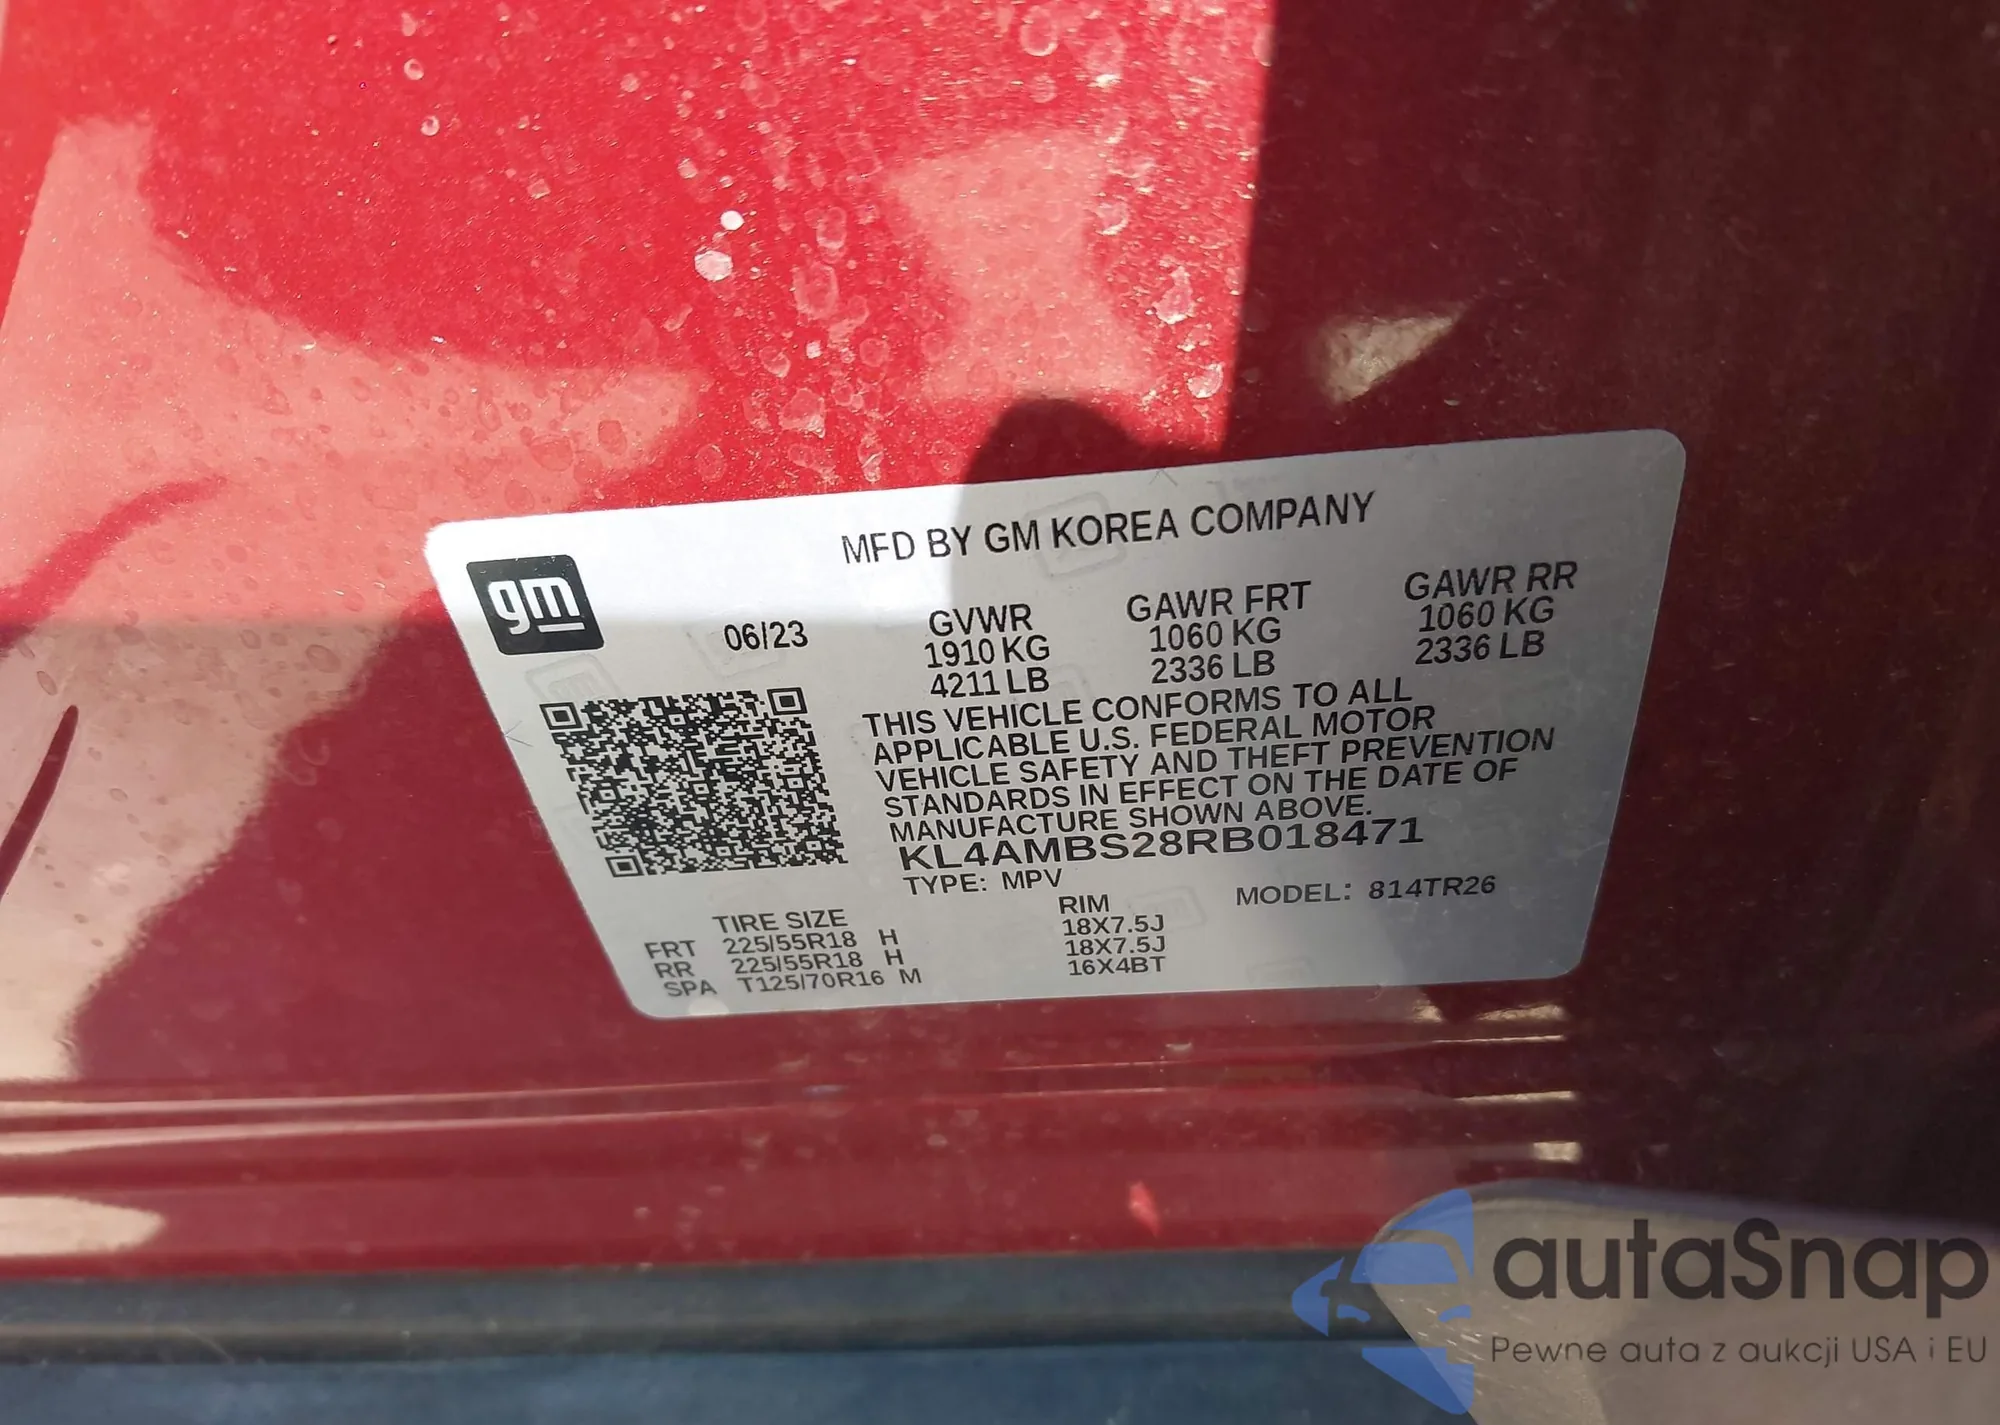 MFD BY GM KOREA COMPANY
gm
06/23
GVWR GAWR FRT GAWR RR
1910 KG 1060 KG 1060 KG
4211 LB 2336 LB 2336 LB
THIS VEHICLE CONFORMS TO ALL
APPLICABLE U.S. FEDERAL MOTOR
VEHICLE SAFETY AND THEFT PREVENTION
STANDARDS IN EFFECT ON THE DATE OF
MANUFACTURE SHOWN ABOVE.
KL4AMBS28RB018471
TYPE: MPV
MODEL: 814TR26
TIRE SIZE RIM
FRT 225/55R18 H 18X7.5J
RR 225/55R18 H 18X7.5J
SPA T125/70R16 M 16X4BT
autaSnap
Pewne auta z aukcji USA i EU